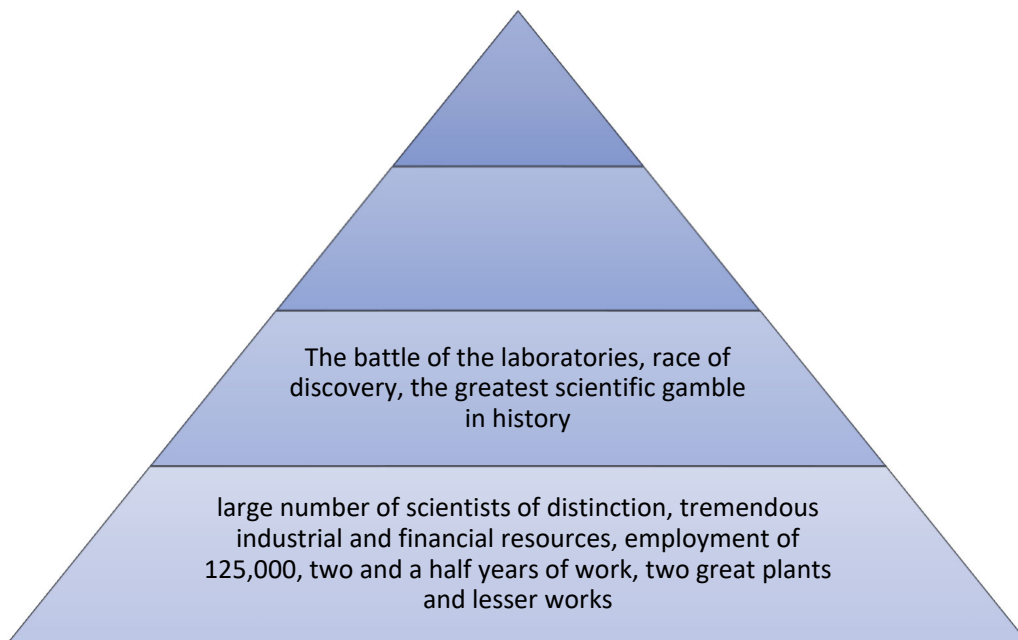 The battle of the laboratories, race of
discovery, the greatest scientific gamble
in history
large number of scientists of distinction, tremendous
industrial and financial resources, employment of
125,000, two and a half years of work, two great plants
and lesser works